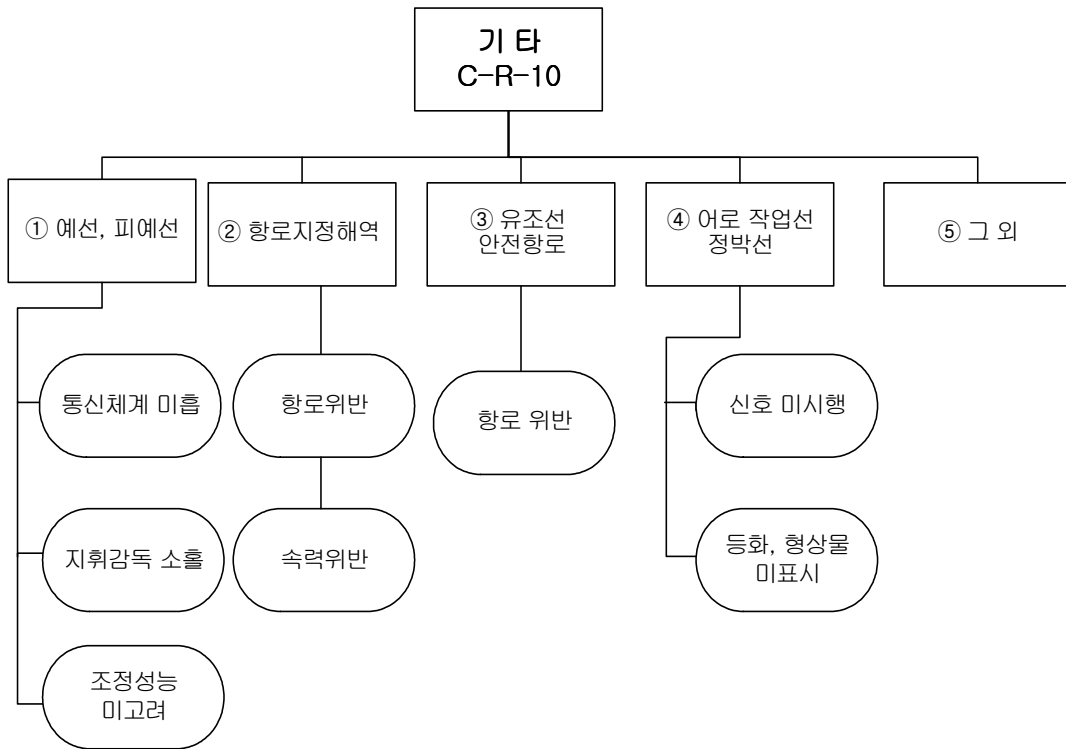 기 타
C-R-10
① 예선, 피예선
② 항로지정해역
③ 유조선
안전항로
④ 어로 작업선
정박선
⑤ 그 외
통신체계 미흡
항로위반
항로 위반
신호 미시행
지휘감독 소홀
속력위반
등화, 형상물
미표시
조정성능
미고려